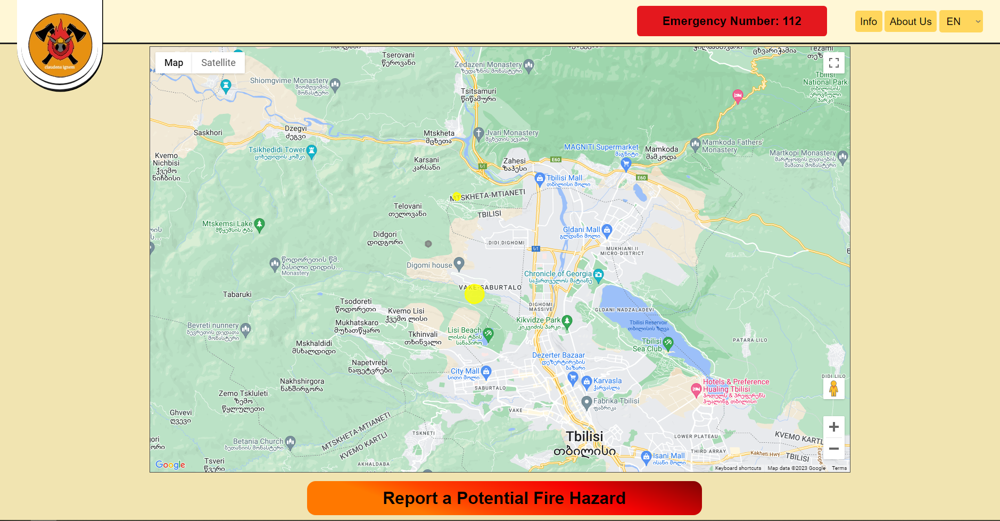 Emergency Number: 112
Info
About Us
EN
claudens ignem
Map
Satellite
Tserovani
წეროვანი
Zedazeni Monastery
ზედაზნის მონასტერი
ცხვარიჭამია
Tezami
Tbilisi
National Park
თბილისის
ეროვნული
პარკი
Shiomgvime Monastery
შიომღვიმის
მონასტერი
Tsitsamuri
წიწამური
Saskhori
Dzegvi
ძეგვი
Mtskheta
მცხეთა
Jvari Monastery
მცხეთის ჯვარი
Tsikhedidi Tower
ციხედიდის კოშკი
MAGNITI Supermarket
მაგნიტი
Mamkoda
მამკოდა
Mamkoda Fathers'
Monastery
Martkopi Monastery
მარტყოფის ღვთაების
მამათა მონასტერი
Kvemo
Nichbisi
ქვემო
ნიჩბისი
Karsani
კარსანი
Zahesi
ზაჰესი
E60
ს1
E60
Tbilisi Mall
თბილისი მოლი
MTSKHETA-MTIANETI
TBILISI
Telovani
თელოვანი
Mtskemsi Lake
მწყემსის ტბა
Didgori
დიდგორი
Gldani Mall
გლდანი მოლი
DIDI DIGHOMI
ს1
MUKHIANI II
MICRO-DISTRICT
წოდორეთის წმ.
ბასილი დიდის...
Monastery
Digomi house
Chronicle of Georgia
საქართველოს მატიანე
VAKE-SABURTALO
Tabaruki
Tsodoreti
წოდორეთი
Kvemo Lisi
ქვემო ლისი
DIGHOMI
MASSIVE
GLDANI-NADZALADEVI
Mukhatskaro
მუხათწყარო
Kikvidze Park
კიკვიძის პარკი
Tbilisi Reservoir
თბილისის ზღვა
Bevreti nunnery
ბევრეთის დედათა
მონასტერი
Tkhinvali
თხინვალი
Lisi Beach
ლისის ტბის
სანაპირო
Mskhaldidi
მსხალდიდი
Tbilisi
Sea Club
PATARA LILO
Dezerter Bazaar
დეზერტირების
ბაზარი
Napetvrebi
ნაფეტვრები
City Mall
სითი მოლი
DIDI LILO
Nakhshirgora
ნახშირგორა
SABURTALO
Karvasla
ქარვასლა
Hotels & Preference
Hualing Tbilisi
ჰოთელს & პრეფერენს
ჰუალინგ თბილისი
Zemo Tskluleti
ზემო
წყლულეთი
Fabrika Tbilisi
ფაბრიკა
Ghvevi
ღვევი
VAKE
MTSKHETA-MTIANETI
KVEMO KARTLI
TSKNETI
Tbilisi
თბილისი
LOWER PLATEAU
KVEMO KARTL
Betania Church
ბეთანიის მონასტერი
THIRD ARRAY
Kakheti Hwy
TBILISI
Isani Mall
ისანი მოლი
Tsveri
წვერი
AKHALDABA
Google
Keyboard shortcuts
Map data ©2023 Google
Terms
Report a Potential Fire Hazard